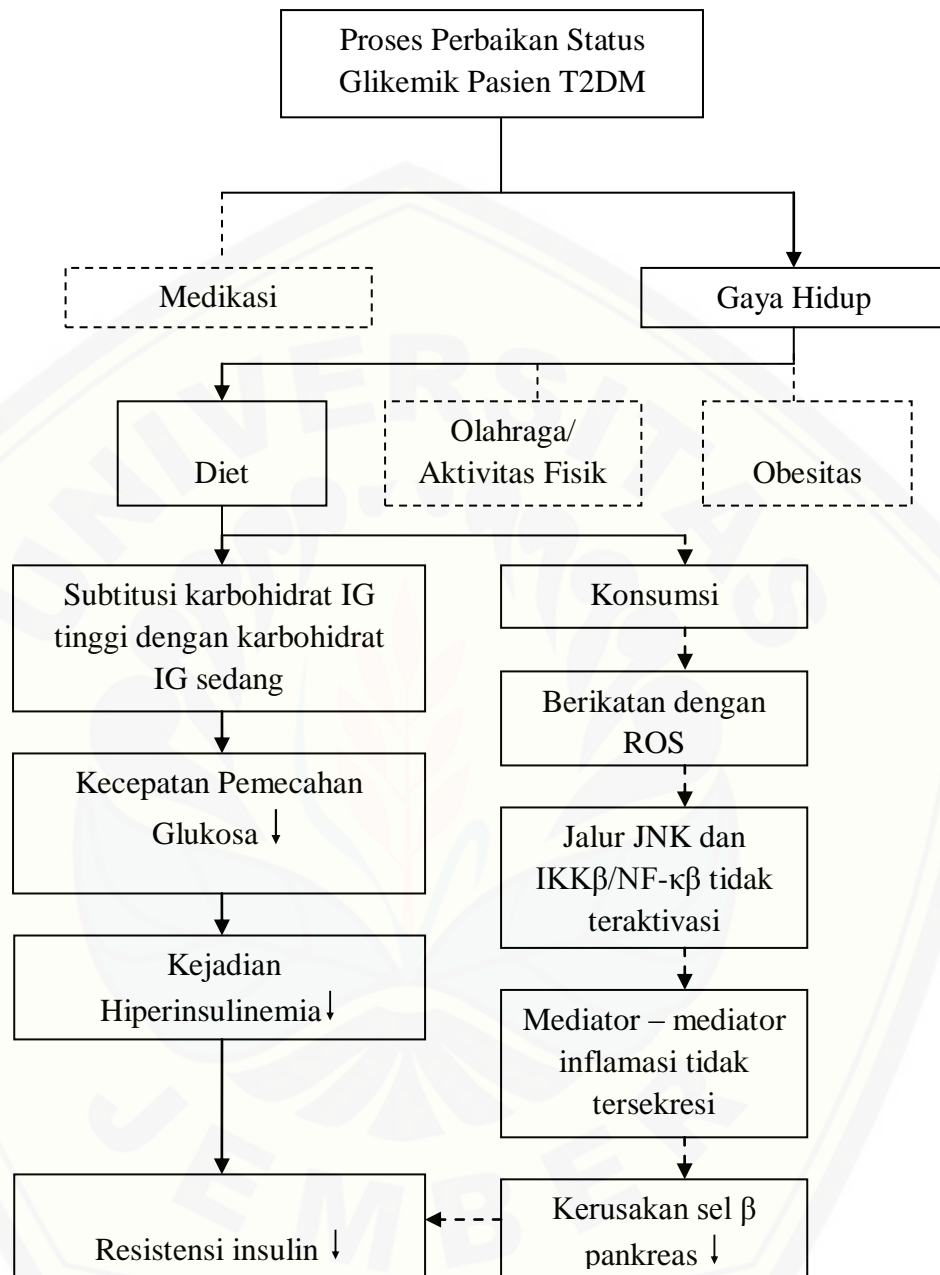 Proses Perbaikan Status
Glikemik Pasien T2DM
Medikasi
Gaya Hidup
Diet
Olahraga/
Aktivitas Fisik
Obesitas
Subtitusi karbohidrat IG
tinggi dengan karbohidrat
IG sedang
Kecepatan Pemecahan
Glukosa ↓
Kejadian
Hiperinsulinemia↓
Resistensi insulin ↓
Konsumsi
Berikatan dengan
ROS
Jalur JNK dan
IKKβ/NF-κβ tidak
teraktivasi
Mediator – mediator
inflamasi tidak
tersekresi
Kerusakan sel β
pankreas ↓
UNIVERSITAS
JEMBER